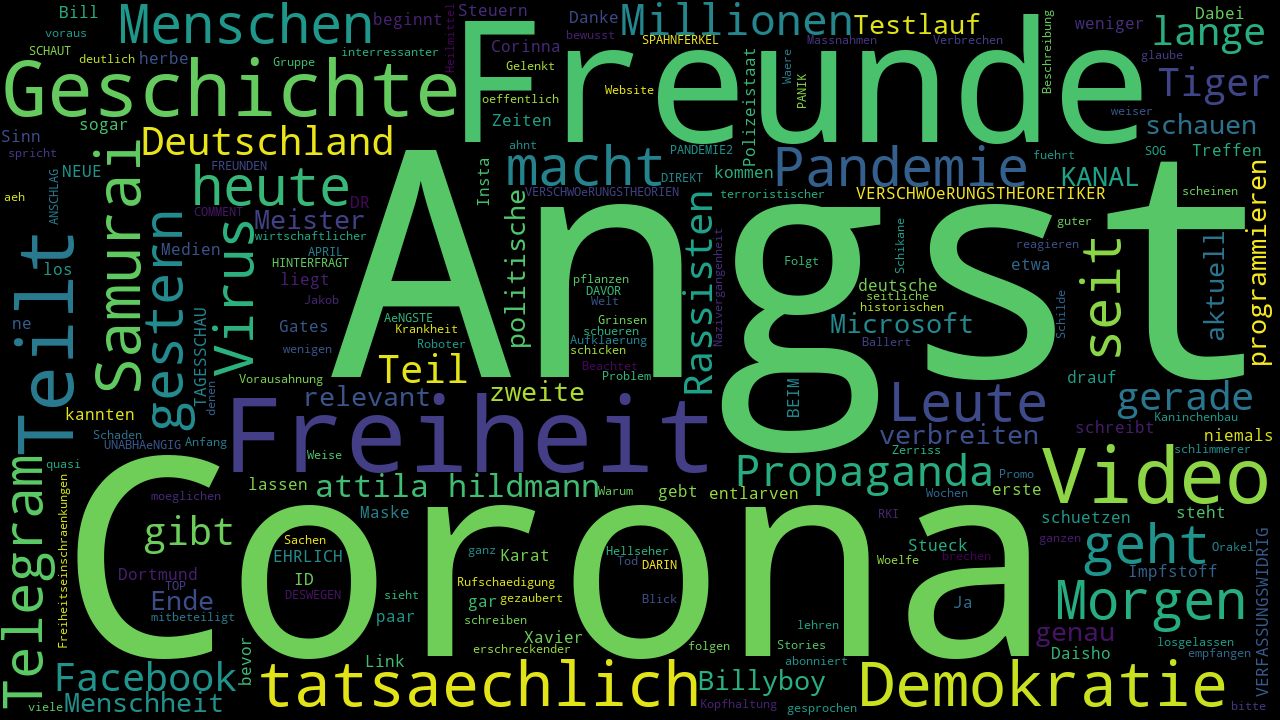 Bill
Menschen
beginnt
Steuern
Freunde
Danke
Millionen
Testlauf
weniger
Dabei
lange
voraus
SCHAUT
deutlich
herbe
interressanter
Heilmittel
Corinna
bewusst
SPAHNFERKEL
Massnahmen
Verbrechen
Beschreibung
glaube
Geschichte
Gruppe
Gelenkt
Website
Polizeistaat
Waere
PANIK
Tiger
oeffentlich
Zeiten
weiser
schauen
sogar
Sinn
Deutschland
spricht
Samurai
FREUNDEN
ahnt
macht
PANDEMIE2
Pandemie
fuehrt
SOG
Treffen
NEUE
ANSCHLAG
heute
DR
Insta
DIREKT
kommen
KANAL
aeh
COMMENT
VERSCHWOeRUNGSTHEORIEN
terroristischer
VERSCHWOeRUNGSTHEORETIKER
scheinen
programmieren
Angst
Teilt
gestern
Virus
Meister
politische
Rassisten
guter
Medien
wirtschaftlicher
APRIL
HINTERFRAGT
Nazivergangenheit
Schikane
reagieren
seit
aktuell
los
liegt
Folgt
etwa
pflanzen
DAVOR
Welt
deutsche
seitliche
historischen
Jakob
ne
TAGESSCHAU
Gates
AeNGSTE
Krankheit
Roboter
Grinsen
schueren
Aufklaerung
schicken
Microsoft
Schilde
Ballert
wenigen
Teil
Beachtet
Problem
Vorausahnung
denen
relevant
zweite
BEIM
drauf
gerade
kannten
Freiheit
Leute
Kaninchenbau
Schaden
UNABHAeNGIG
Anfang
verbreiten
schreibt
niemals
Zerriss
schlimmerer
Weise
quasi
Telegram
Corona
Propaganda
Promo
Video
Freiheitseinschraenkungen
moeglichen
lassen
attila hildmann
Warum
gebt
entlarven
Wochen
erste
Maske
RKI
schuetzen
steht
gibt
Sachen
EHRLICH
ganz
Karat
Hellseher
Tod
DARIN
Stueck
Woelfe
brechen
ganzen
geht
Orakel
Dortmund
TOP
ID
DESWEGEN
Rufschaedigung
Impfstoff
VERFASSUNGSWIDRIG
Ende
mitbeteiligt
sieht
gar
gezaubert
Blick
Ja
Morgen
paar
schreiben
lehren
Xavier
genau
bevor
erschreckender
folgen
Stories
losgelassen
Daisho
empfangen
Link
abonniert
Facebook
tatsaechlich
Billyboy
Demokratie
viele
Menschheit
Kopfhaltung
gesprochen
bitte